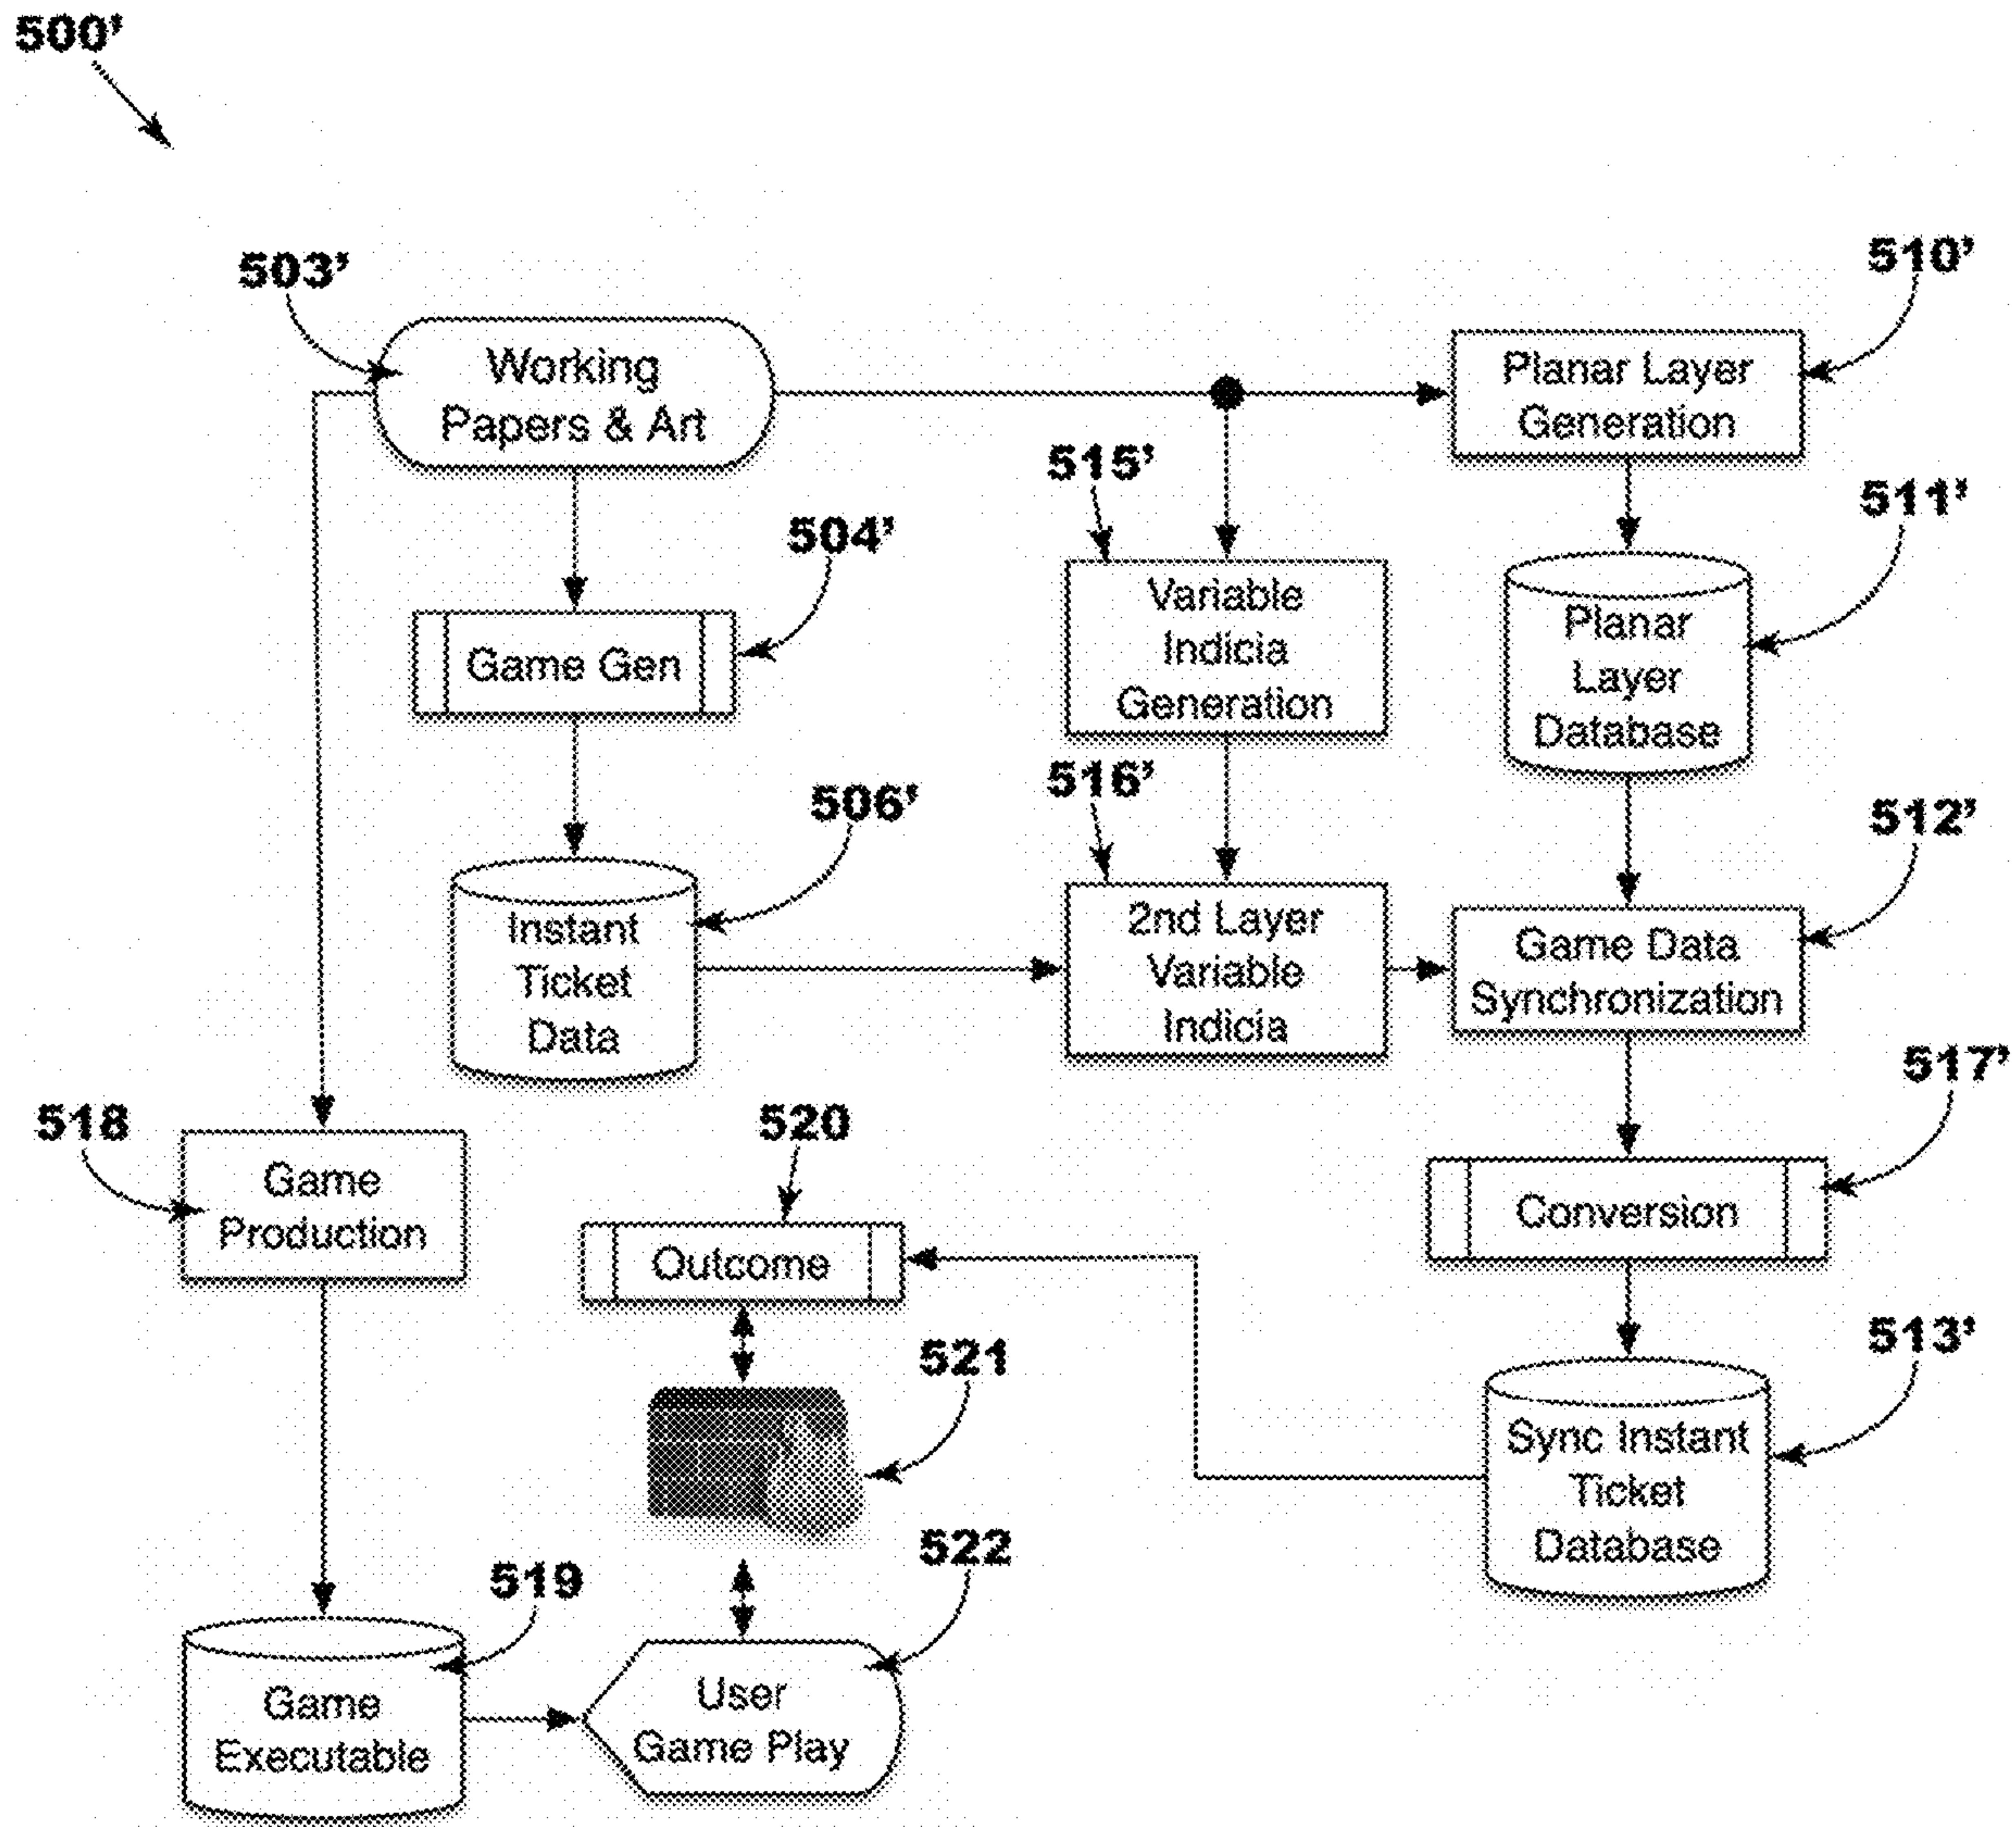 500’
503’
510’
Working
Papers & Art
Planar Layer
Generation
515’
511’
504’
Variable
Indicia
Generation
Planar
Layer
Database
Game Gen
516’
506’
512’
Instant
Ticket
Data
2nd Layer
Variable
Indicia
Game Data
Synchronization
517’
518
520
Game
Production
Outcome
Conversion
521
513’
Sync Instant
Ticket
Database
522
519
Game
Executable
User
Game Play